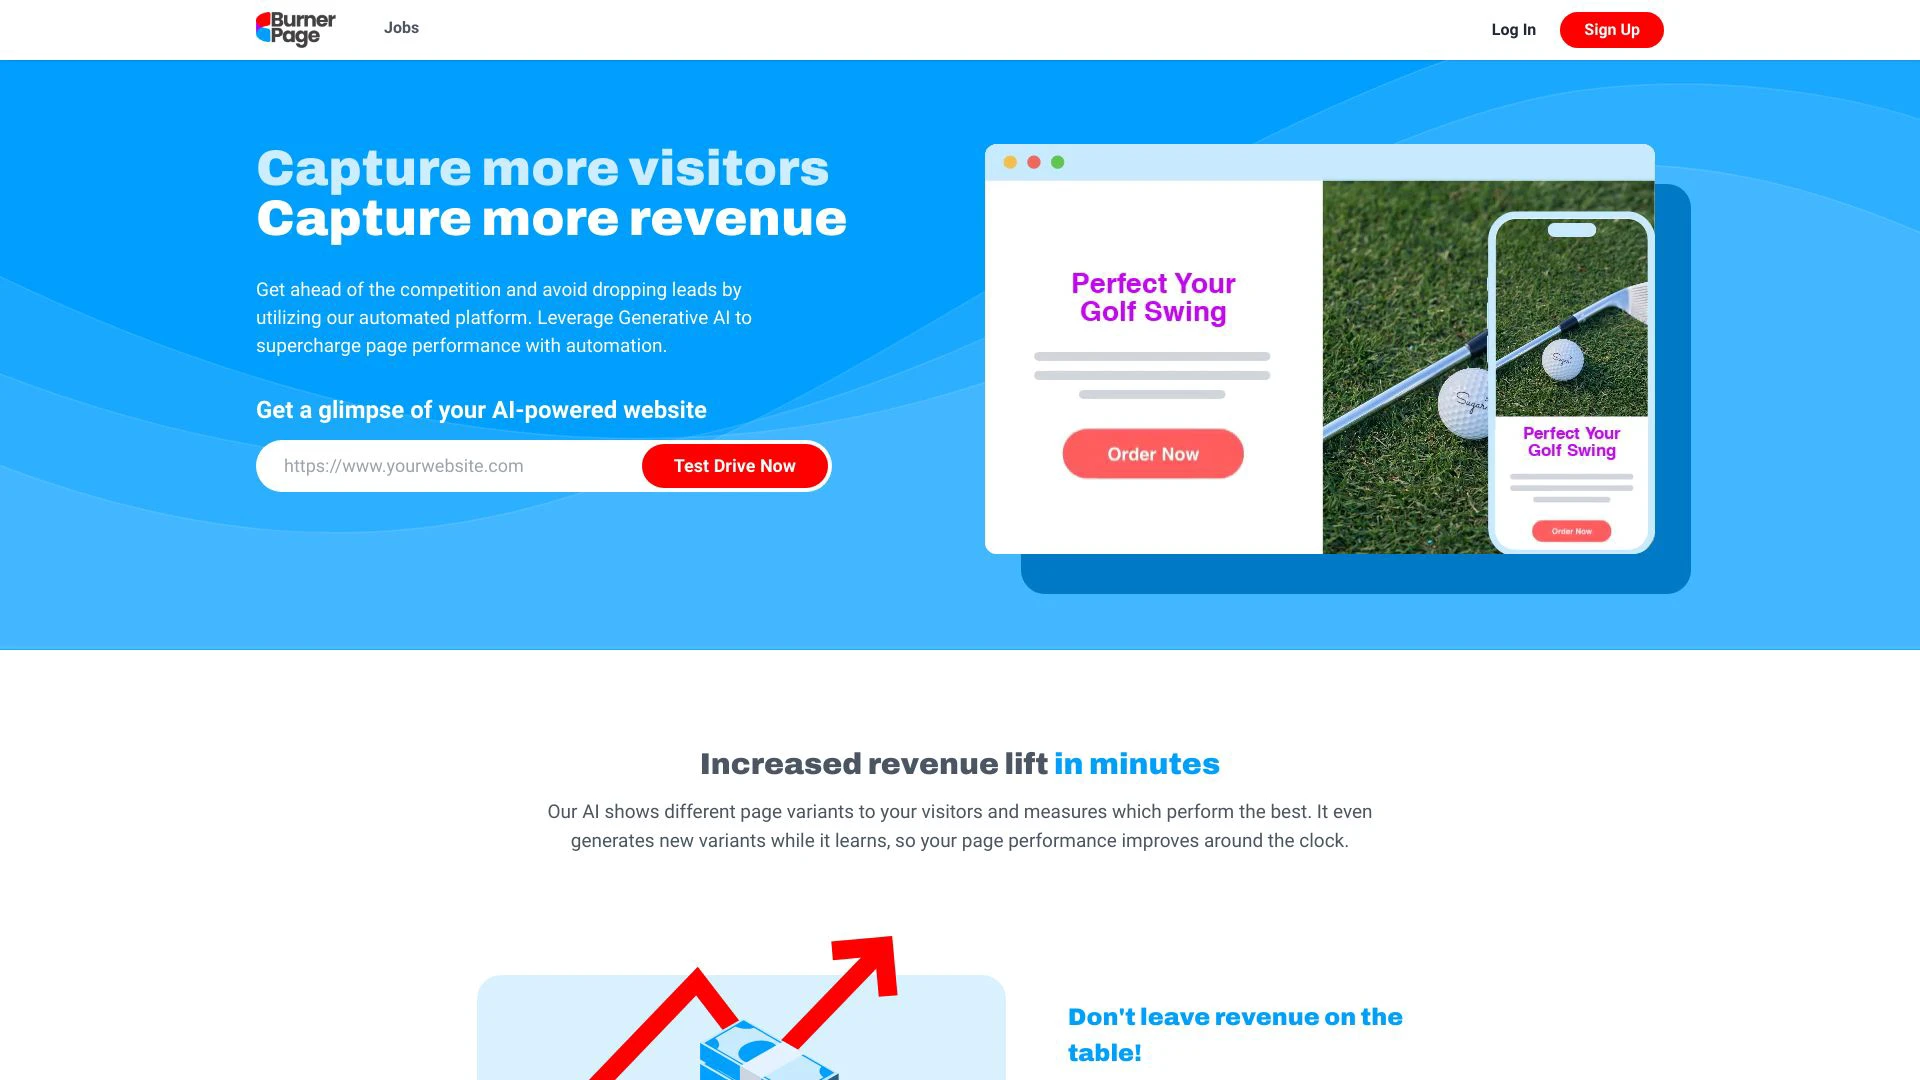 Burner
Page
Jobs
Log In
Sign Up
Capture more visitors
Capture more revenue
Get ahead of the competition and avoid dropping leads by
utilizing our automated platform. Leverage Generative AI to
supercharge page performance with automation.
Get a glimpse of your AI-powered website
https://www.yourwebsite.com
Test Drive Now
Perfect Your
Golf Swing
Order Now
Sugar
Sugar
Perfect Your
Golf Swing
Order Now
Increased revenue lift in minutes
Our AI shows different page variants to your visitors and measures which perform the best. It even
generates new variants while it learns, so your page performance improves around the clock.
Don't leave revenue on the
table!